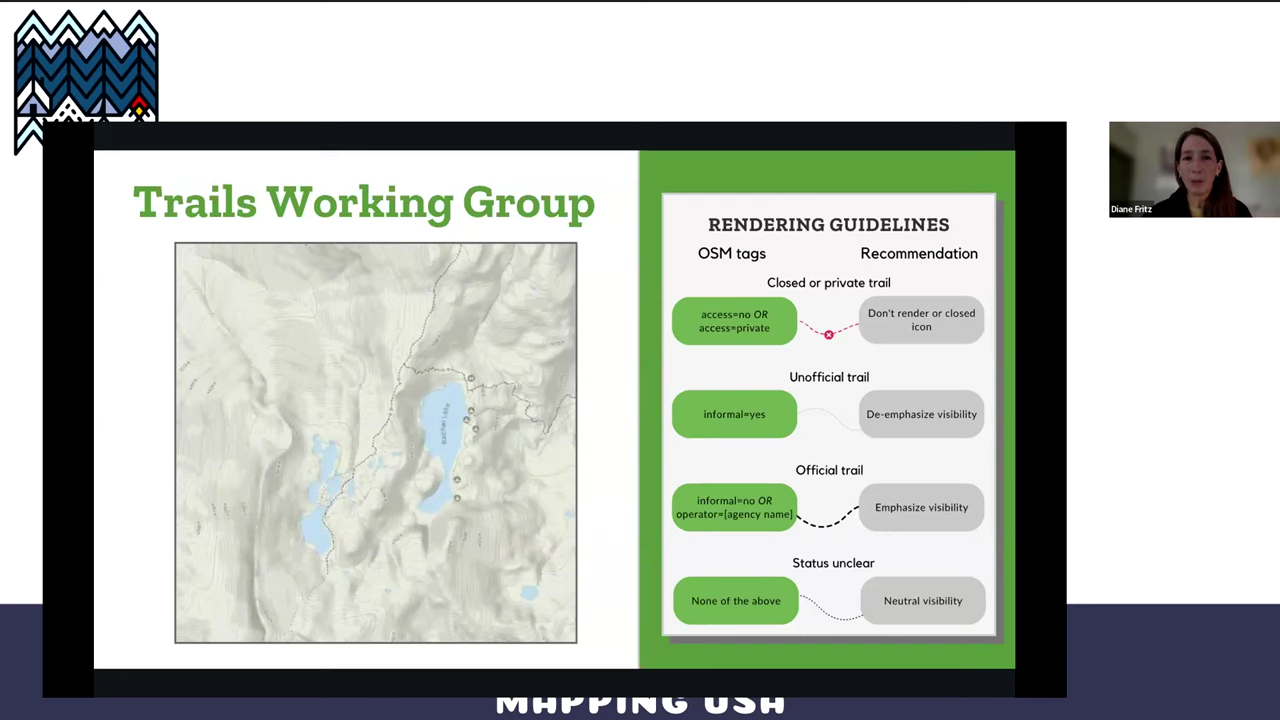 Trails Working Group
RENDERING GUIDELINES
OSM tags
Recommendation
Closed or private trail
access=no OR
access=private
Don't render or closed
icon
Unofficial trail
informal=yes
De-emphasize visibility
Official trail
informal=no OR
operator=[agency name]
Emphasize visibility
Status unclear
None of the above
Neutral visibility
Diane Fritz
MAPPING USA